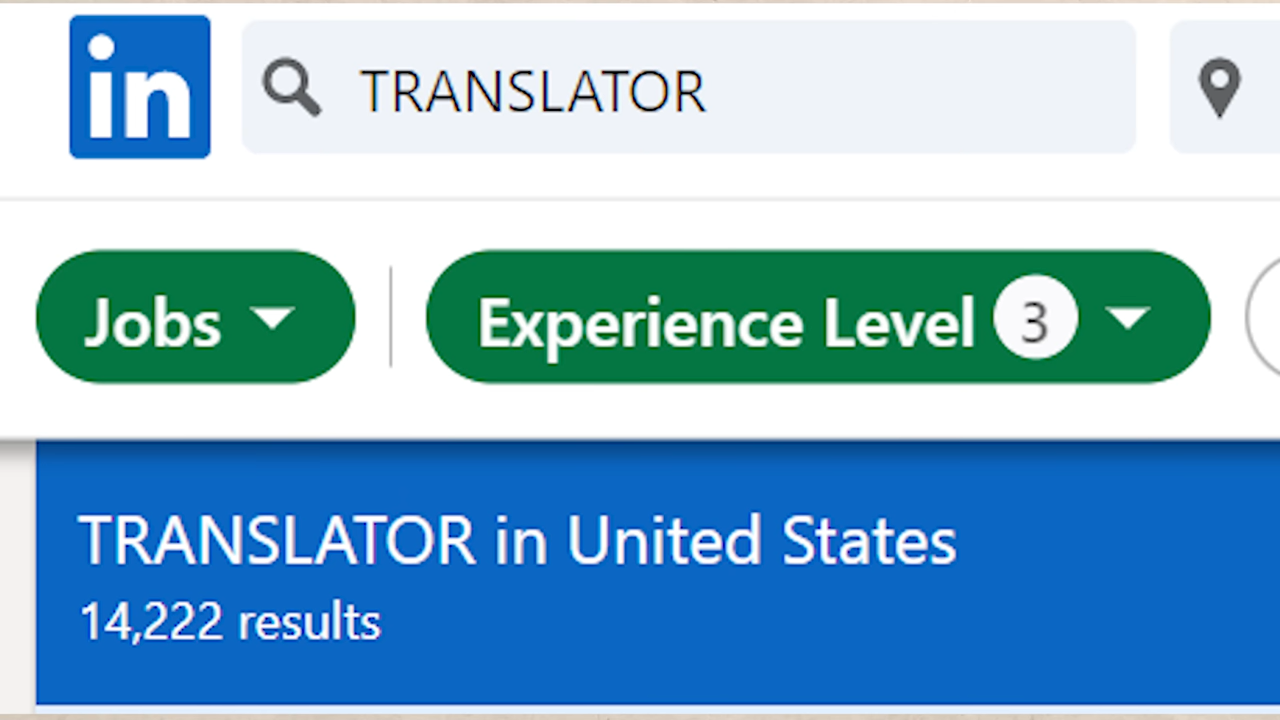 in
TRANSLATOR
Jobs
Experience Level 3
TRANSLATOR in United States
14,222 results